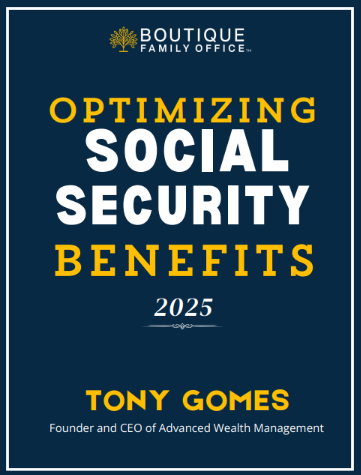 BOUTIQUE
FAMILY OFFICE
OPTIMIZING
SOCIAL
SECURITY
BENEFITS
2025
TONY GOMES
Founder and CEO of Advanced Wealth Management